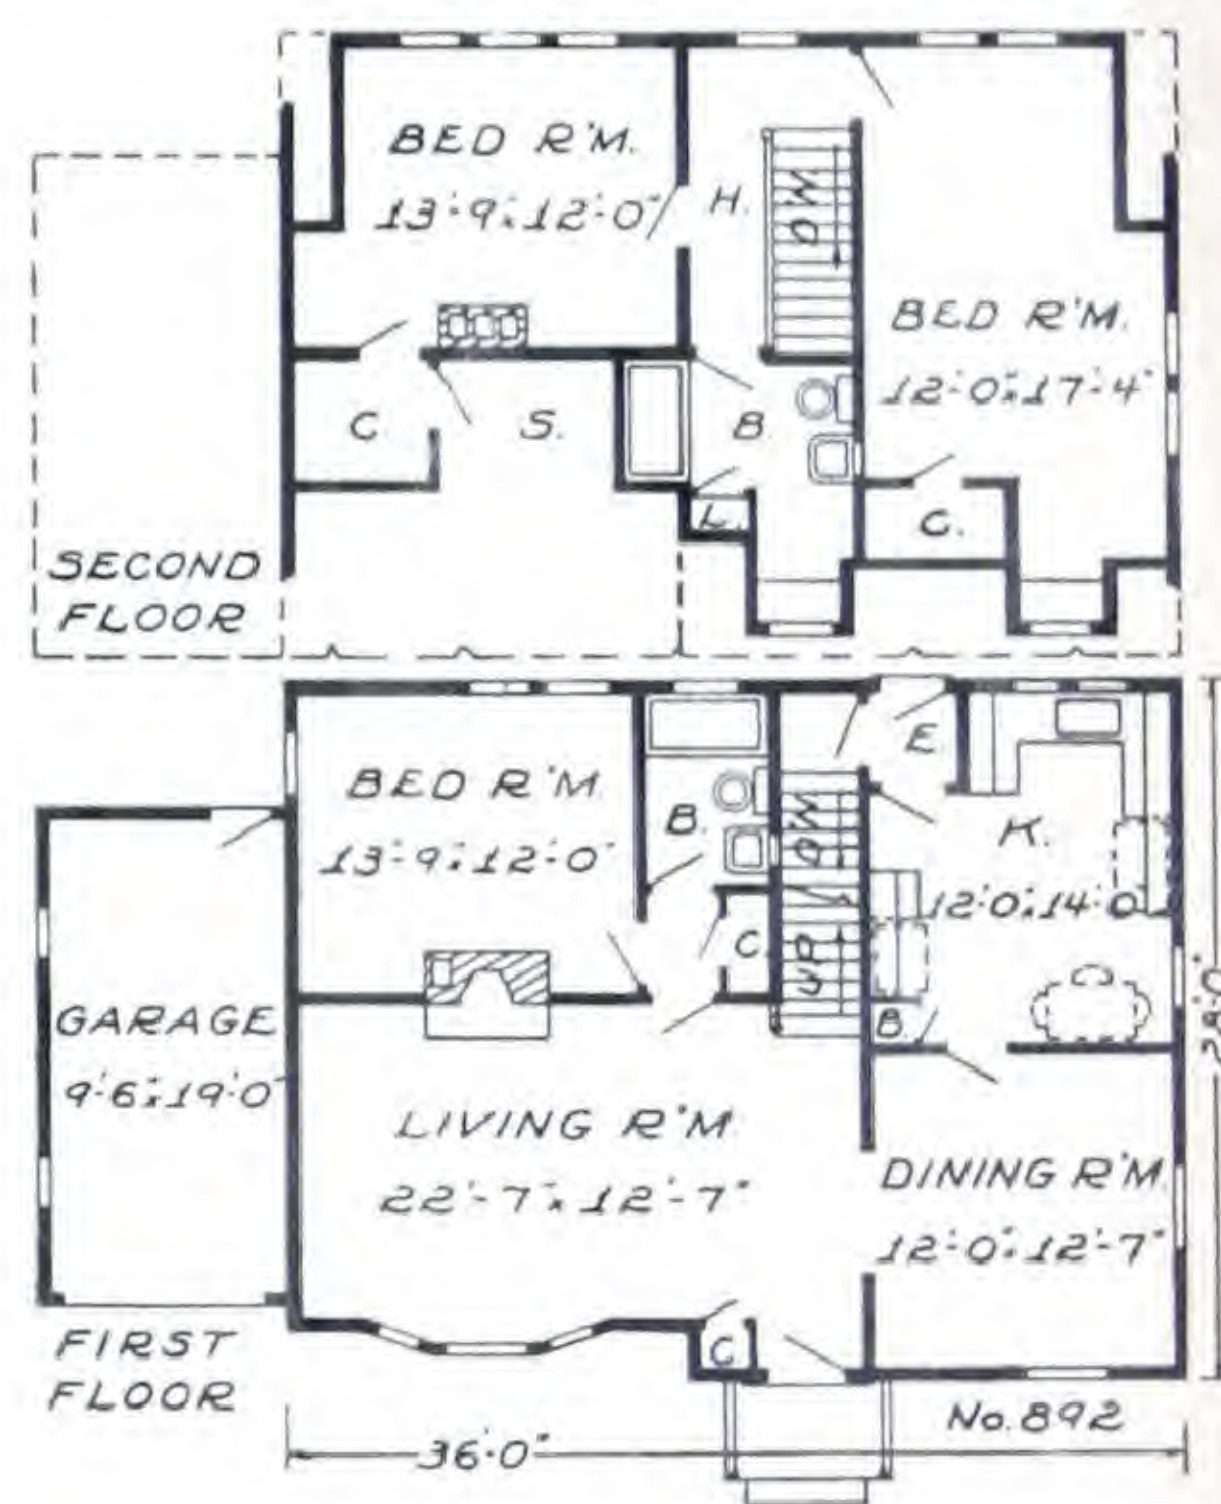 BED R'M.
13'-9"x12'-0"
H.
DN
BED R'M.
12'-0"x17'-4"
C.
S.
B.
L.
C.
SECOND
FLOOR
BED R'M.
13'-9"x12'-0"
B.
E.
DN
K.
12'-0"x14'-0"
C.
UP
B.
GARAGE
9'-6"x19'-0"
LIVING R'M.
22'-7"x12'-7"
DINING R'M.
12'-0"x12'-7"
28'-0"
C
FIRST
FLOOR
No. 892
36'-0"